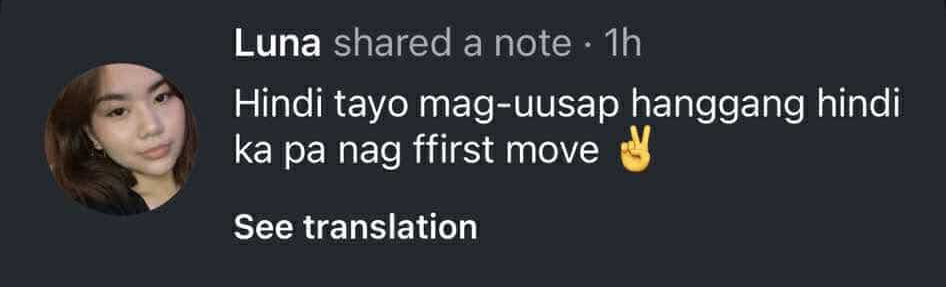 Luna shared a note · 1h
Hindi tayo mag-uusap hanggang hindi
ka pa nag ffirst move ✌️
See translation